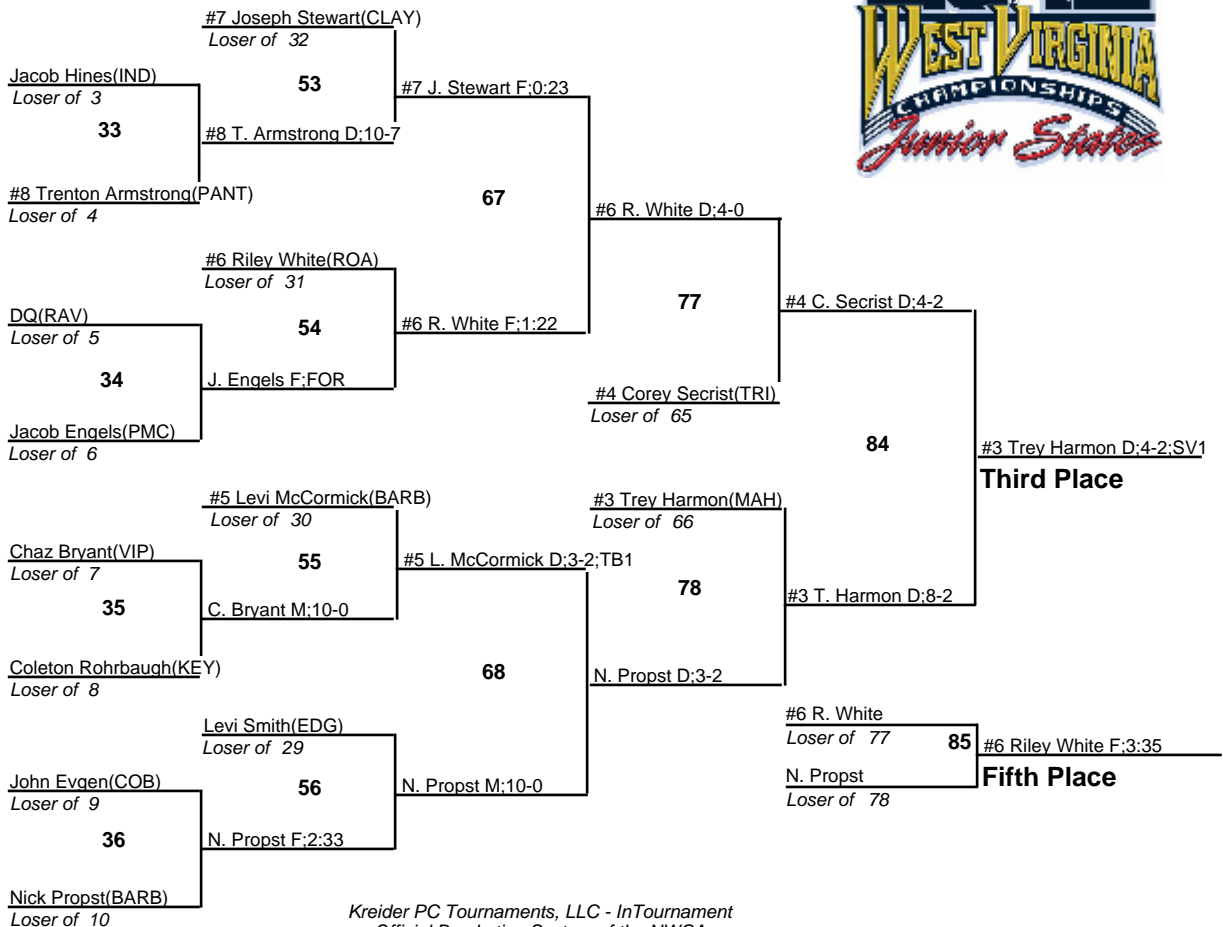 #7 Joseph Stewart(CLAY)
Loser of 32
WEST VIRGINIA
CHAMPIONSHIPS
Junior States
Jacob Hines(IND)
Loser of 3
53
#7 J. Stewart F;0:23
33
#8 T. Armstrong D;10-7
#8 Trenton Armstrong(PANT)
Loser of 4
67
#6 R. White D;4-0
#6 Riley White(ROA)
Loser of 31
77
#4 C. Secrist D;4-2
DQ(RAV)
Loser of 5
54
#6 R. White F;1:22
34
J. Engels F;FOR
#4 Corey Secrist(TRI)
Loser of 65
Jacob Engels(PMC)
Loser of 6
84
#3 Trey Harmon D;4-2;SV1
Third Place
#5 Levi McCormick(BARB)
Loser of 30
#3 Trey Harmon(MAH)
Loser of 66
Chaz Bryant(VIP)
Loser of 7
55
#5 L. McCormick D;3-2;TB1
78
35
C. Bryant M;10-0
#3 T. Harmon D;8-2
Coleton Rohrbaugh(KEY)
Loser of 8
68
N. Propst D;3-2
Levi Smith(EDG)
Loser of 29
#6 R. White
Loser of 77
85
#6 Riley White F;3:35
Fifth Place
John Evgen(COB)
Loser of 9
56
N. Propst M;10-0
N. Propst
Loser of 78
36
N. Propst F;2:33
Nick Propst(BARB)
Loser of 10
Kreider PC Tournaments, LLC - InTournament